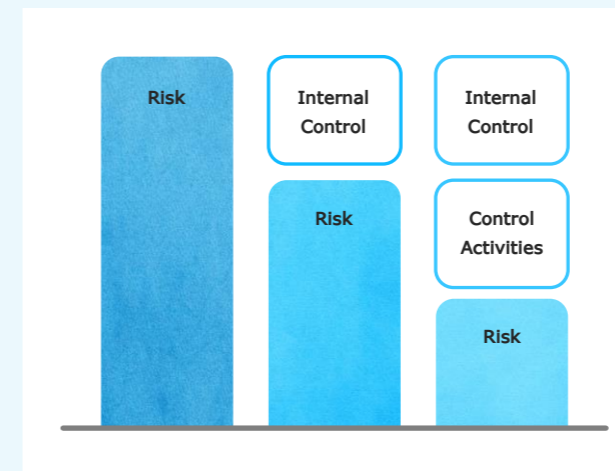 Risk
Internal
Control
Risk
Internal
Control
Control
Activities
Risk